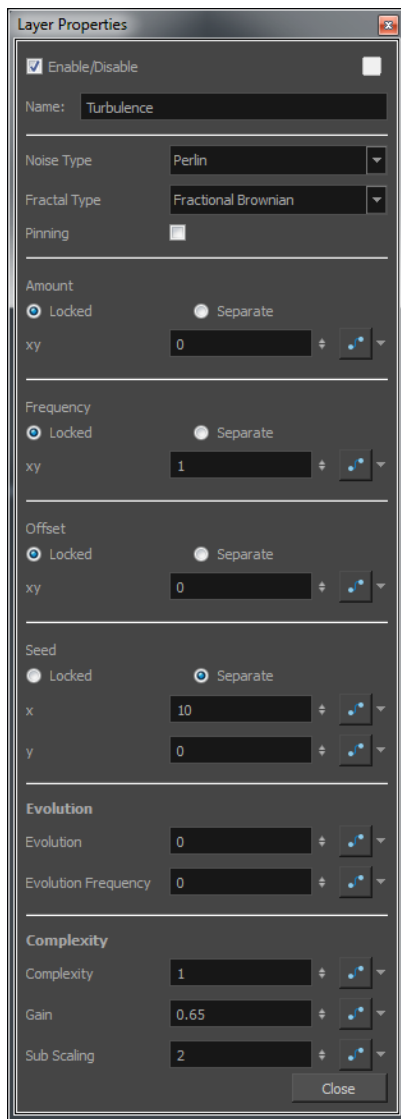 Layer Properties
Enable/Disable
Name: Turbulence
Noise Type Perlin
Fractal Type Fractional Brownian
Pinning
Amount
Locked Separate
xy 0
Frequency
Locked Separate
xy 1
Offset
Locked Separate
xy 0
Seed
Locked Separate
x 10
y 0
Evolution
Evolution 0
Evolution Frequency 0
Complexity
Complexity 1
Gain 0.65
Sub Scaling 2
Close